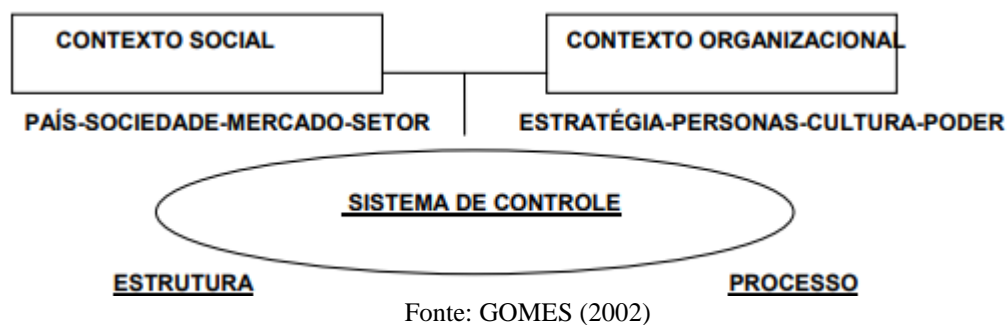 CONTEXTO SOCIAL
CONTEXTO ORGANIZACIONAL
PAÍS-SOCIEDADE-MERCADO-SETOR
ESTRATÉGIA-PERSONAS-CULTURA-PODER
SISTEMA DE CONTROLE
ESTRUTURA
PROCESSO
Fonte: GOMES (2002)